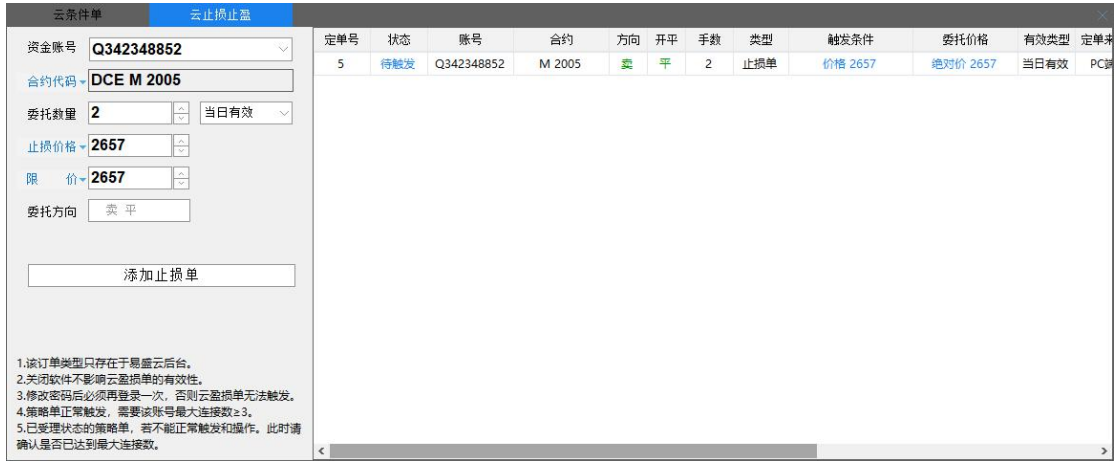 云条件单 云止损止盈
资金账号 Q342348852
合约代码 DCE M 2005
委托数量 2 当日有效
止损价格 2657
限 价 2657
委托方向 卖 平
添加止损单
1.该订单类型只存在于易盛云后台。
2.关闭软件不影响云盈损单的有效性。
3.修改密码后必须再登录一次，否则云盈损单无法触发。
4.策略单正常触发，需要该账号最大连接数≥3。
5.已受理状态的策略单，若不能正常触发和操作。此时请
确认是否已达到最大连接数。
定单号 状态 账号 合约 方向 开平 手数 类型 触发条件 委托价格 有效类型 定单来
5 待触发 Q342348852 M 2005 卖 平 2 止损单 价格 2657 绝对价 2657 当日有效 PC端